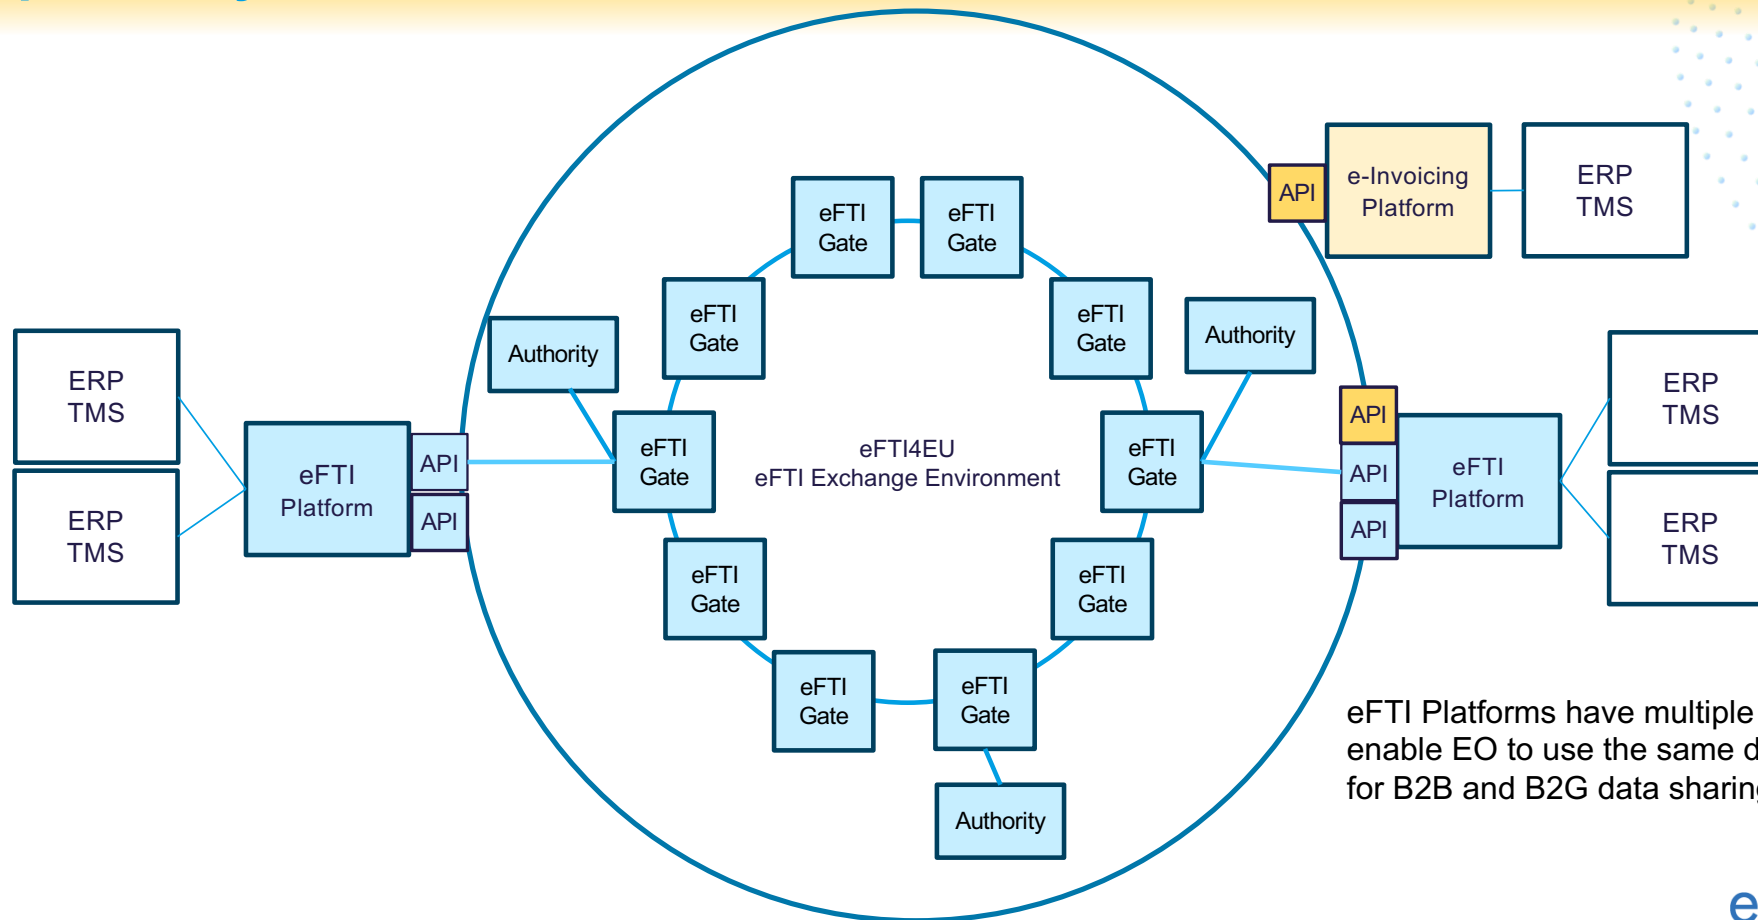 eFTI
Gate
eFTI
Gate
API
e-Invoicing
Platform
ERP
TMS
eFTI
Gate
eFTI
Gate
Authority
Authority
ERP
TMS
ERP
TMS
eFTI
Platform
API
API
eFTI
Gate
eFTI4EU
eFTI Exchange Environment
eFTI
Gate
API
API
API
eFTI
Platform
ERP
TMS
ERP
TMS
eFTI
Gate
eFTI
Gate
eFTI
Gate
eFTI
Gate
Authority
eFTI Platforms have multiple
enable EO to use the same
for B2B and B2G data sharing